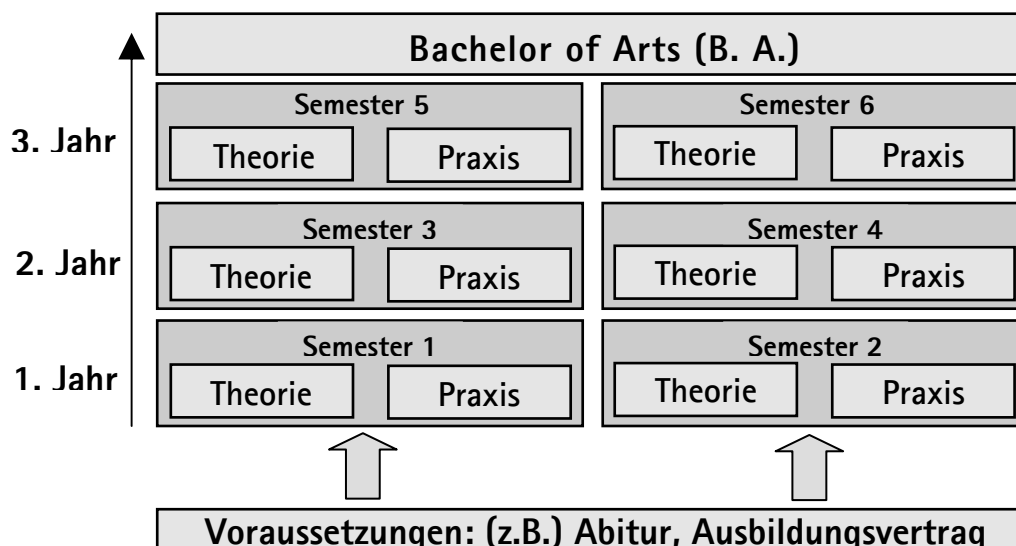 Bachelor of Arts (B. A.)
3. Jahr
Semester 5
Theorie Praxis
Semester 6
Theorie Praxis
2. Jahr
Semester 3
Theorie Praxis
Semester 4
Theorie Praxis
1. Jahr
Semester 1
Theorie Praxis
Semester 2
Theorie Praxis
Voraussetzungen: (z.B.) Abitur, Ausbildungsvertrag